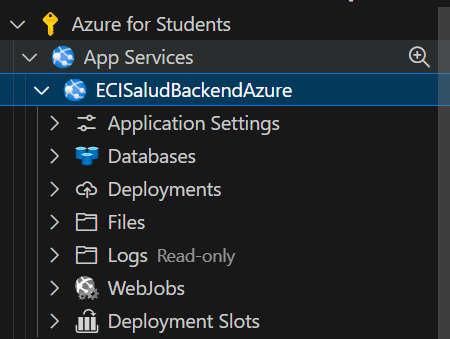 Azure for Students
App Services
ECISaludBackendAzure
Application Settings
Databases
Deployments
Files
Logs Read-only
WebJobs
Deployment Slots